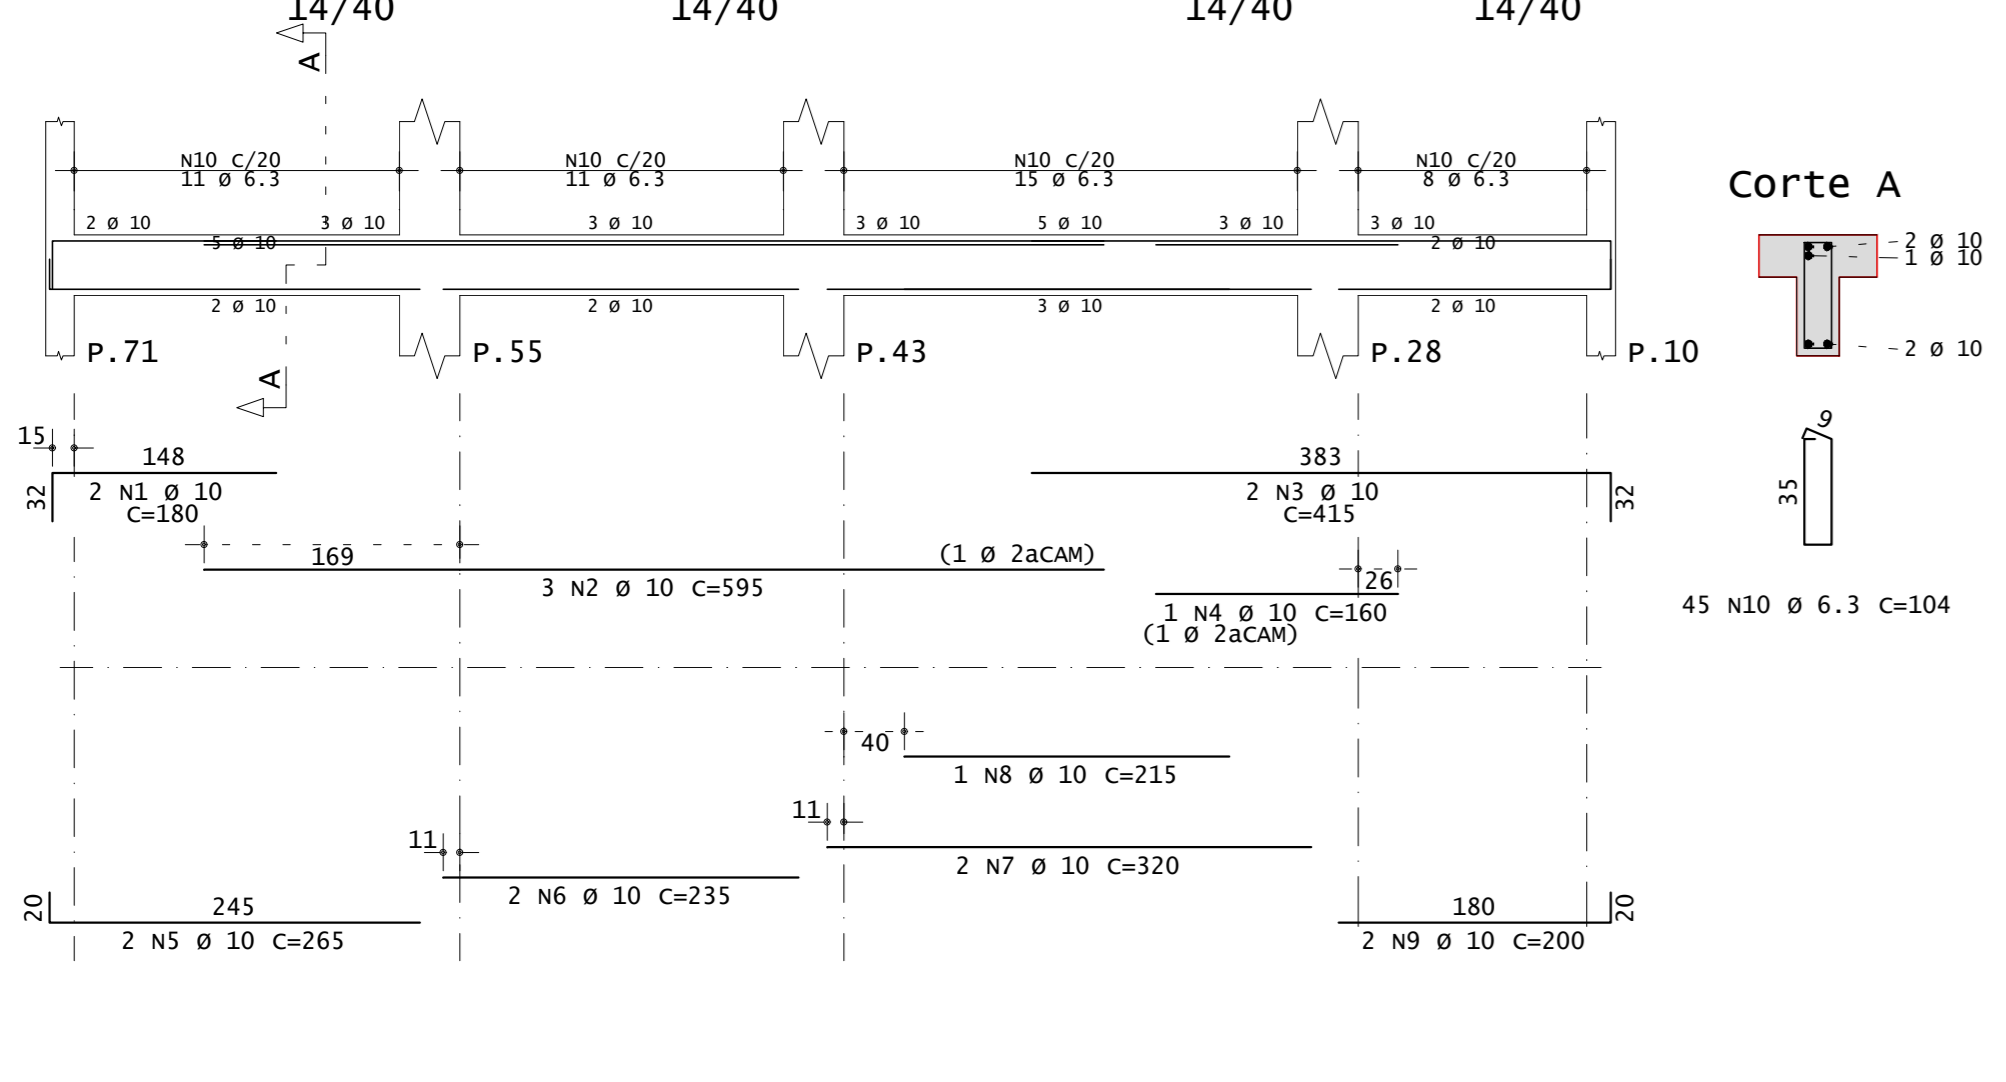 14/40 14/40 14/40 14/40
A
N10 C/20 N10 C/20 N10 C/20 N10 C/20
11 Ø 6.3 11 Ø 6.3 15 Ø 6.3 8 Ø 6.3
Corte A
2 Ø 10 3 Ø 10 3 Ø 10 3 Ø 10 5 Ø 10 3 Ø 10 3 Ø 10
5 Ø 10 2 Ø 10
2 Ø 10
1 Ø 10
2 Ø 10 2 Ø 10 3 Ø 10 2 Ø 10
P.71 P.55 P.43 P.28 P.10
2 Ø 10
A
9
35
45 N10 Ø 6.3 C=104
15
148
32
2 N1 Ø 10
C=180
383
2 N3 Ø 10
C=415
32
169
(1 Ø 2aCAM)
3 N2 Ø 10 C=595
26
1 N4 Ø 10 C=160
(1 Ø 2aCAM)
40
1 N8 Ø 10 C=215
11
2 N7 Ø 10 C=320
11
2 N6 Ø 10 C=235
20
245
2 N5 Ø 10 C=265
180
20
2 N9 Ø 10 C=200